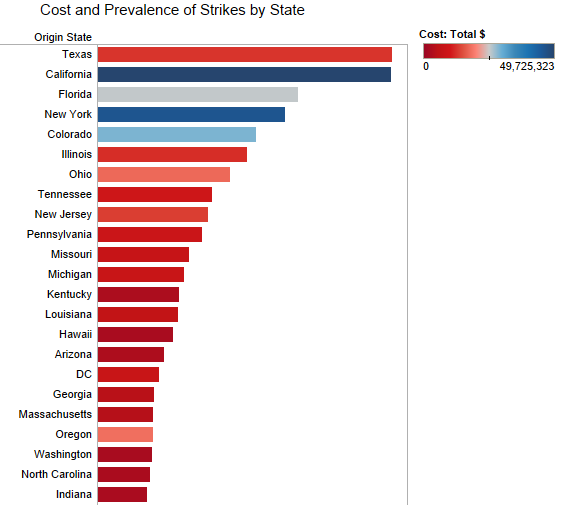 Cost and Prevalence of Strikes by State
Origin State
Cost: Total $
0 49,725,323
Texas
California
Florida
New York
Colorado
Illinois
Ohio
Tennessee
New Jersey
Pennsylvania
Missouri
Michigan
Kentucky
Louisiana
Hawaii
Arizona
DC
Georgia
Massachusetts
Oregon
Washington
North Carolina
Indiana